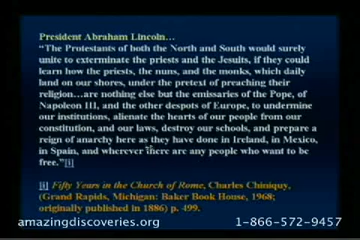 President Abraham Lincoln…
“The Protestants of both the North and South would surely
unite to exterminate the priests and the Jesuits, if they could
learn how the priests, the nuns, and the monks, which daily
land on our shores, under the pretext of preaching their
religion…are nothing else but the emissaries of the Pope, of
Napoleon III, and the other despots of Europe, to undermine
our institutions, alienate the hearts of our people from our
constitution, and our laws, destroy our schools, and prepare a
reign of anarchy here as they have done in Ireland, in Mexico,
in Spain, and wherever there are any people who want to be
free.”[i]
[i] Fifty Years in the Church of Rome, Charles Chiniquy,
(Grand Rapids, Michigan: Baker Book House, 1968;
originally published in 1886) p. 499.
amazingdiscoveries.org 1-866-572-9457